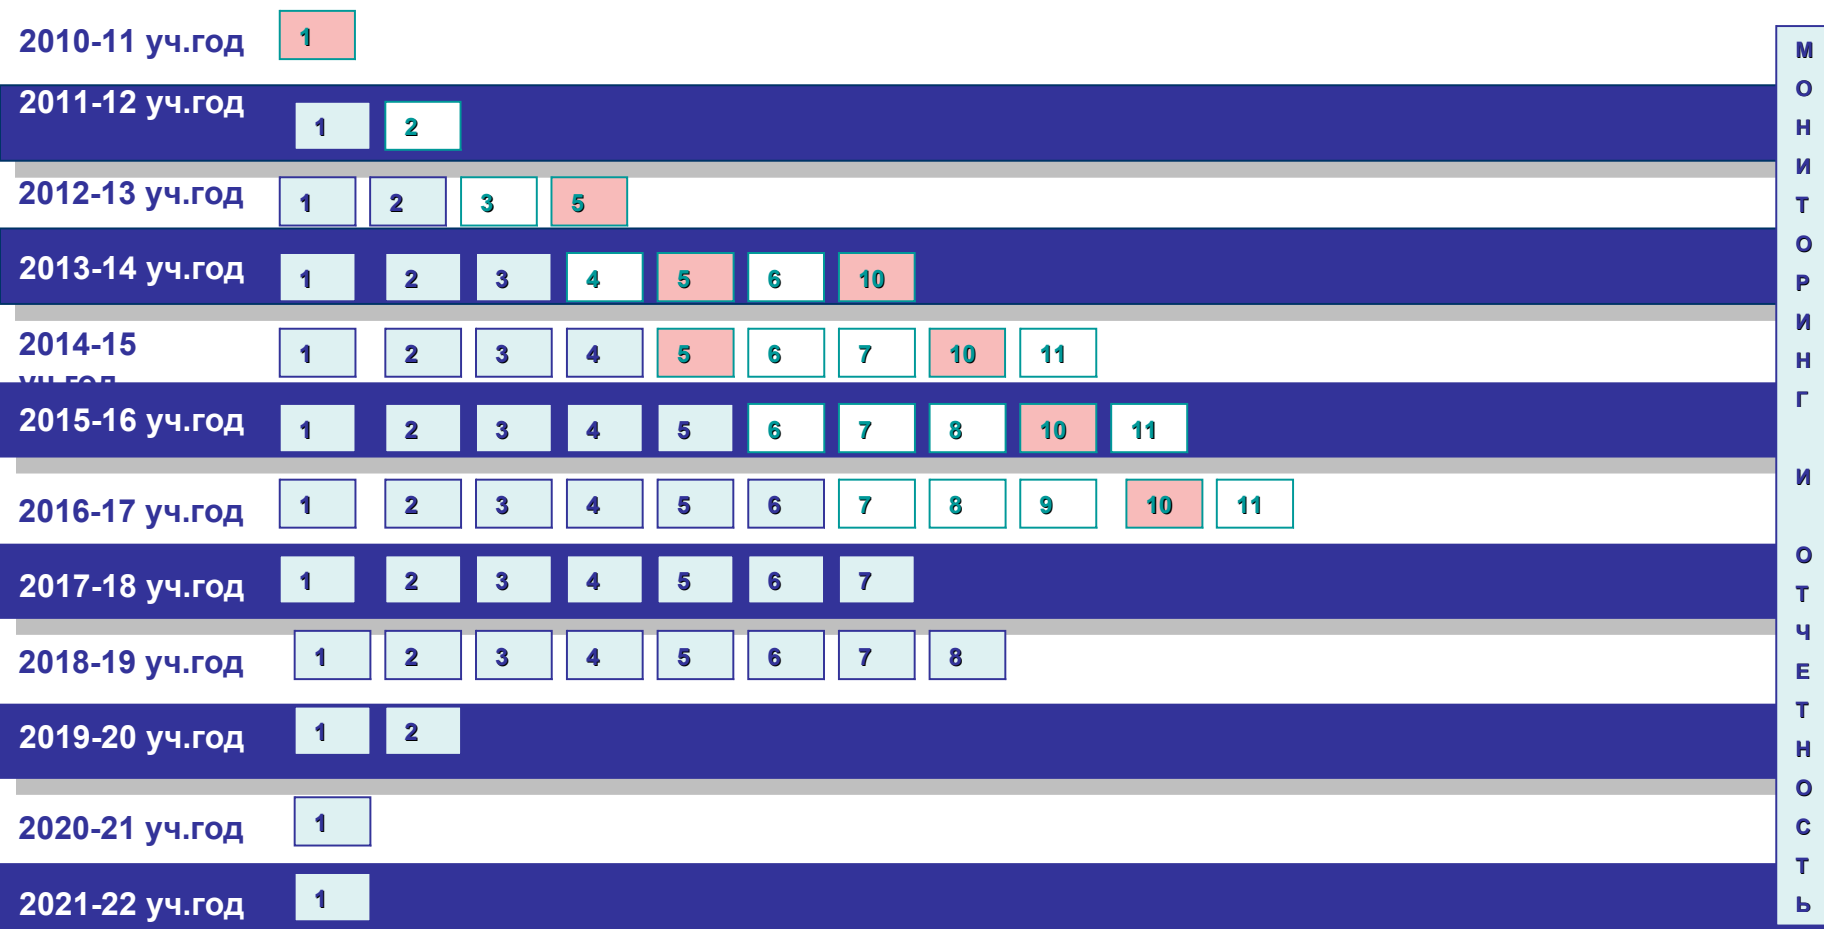 2010-11 уч.год 1
2011-12 уч.год 1 2
2012-13 уч.год 1 2 3 5
2013-14 уч.год 1 2 3 4 5 6 10
2014-15 1 2 3 4 5 6 7 10 11
уч.год
2015-16 уч.год 1 2 3 4 5 6 7 8 10 11
2016-17 уч.год 1 2 3 4 5 6 7 8 9 10 11
2017-18 уч.год 1 2 3 4 5 6 7
2018-19 уч.год 1 2 3 4 5 6 7 8
2019-20 уч.год 1 2
2020-21 уч.год 1
2021-22 уч.год 1
МОНИТОРИНГ И ОТЧЕТНОСТЬ